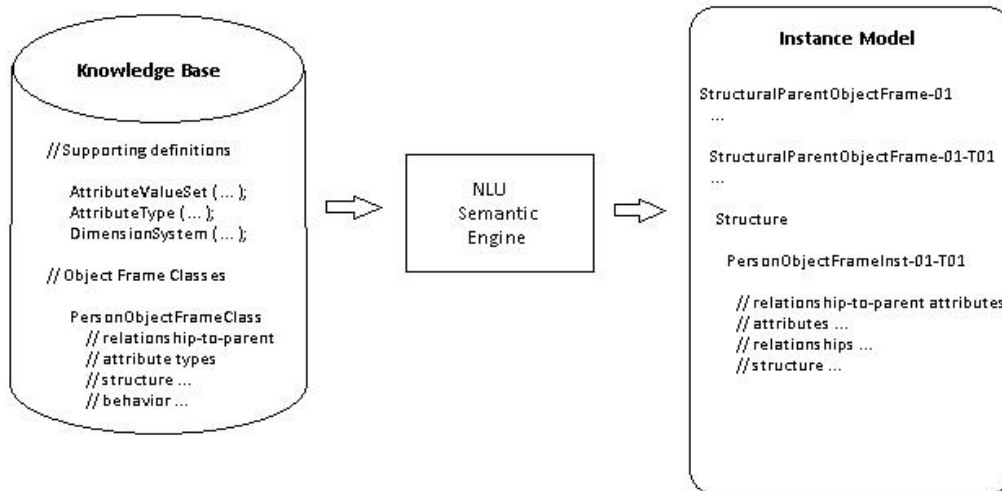 Knowledge Base
// Supporting definitions
AttributeValueSet ( ... );
AttributeType ( ... );
DimensionSystem ( ... );
// Object Frame Classes
PersonObjectFrameClass
// relationship-to-parent
// attribute types
// structure ...
// behavior ...
NLU
Semantic
Engine
Instance Model
StructuralParentObjectFrame-01
...
StructuralParentObjectFrame-01-T01
...
Structure
PersonObjectFrameInst-01-T01
// relationship-to-parent attributes
// attributes ...
// relationships ...
// structure ...